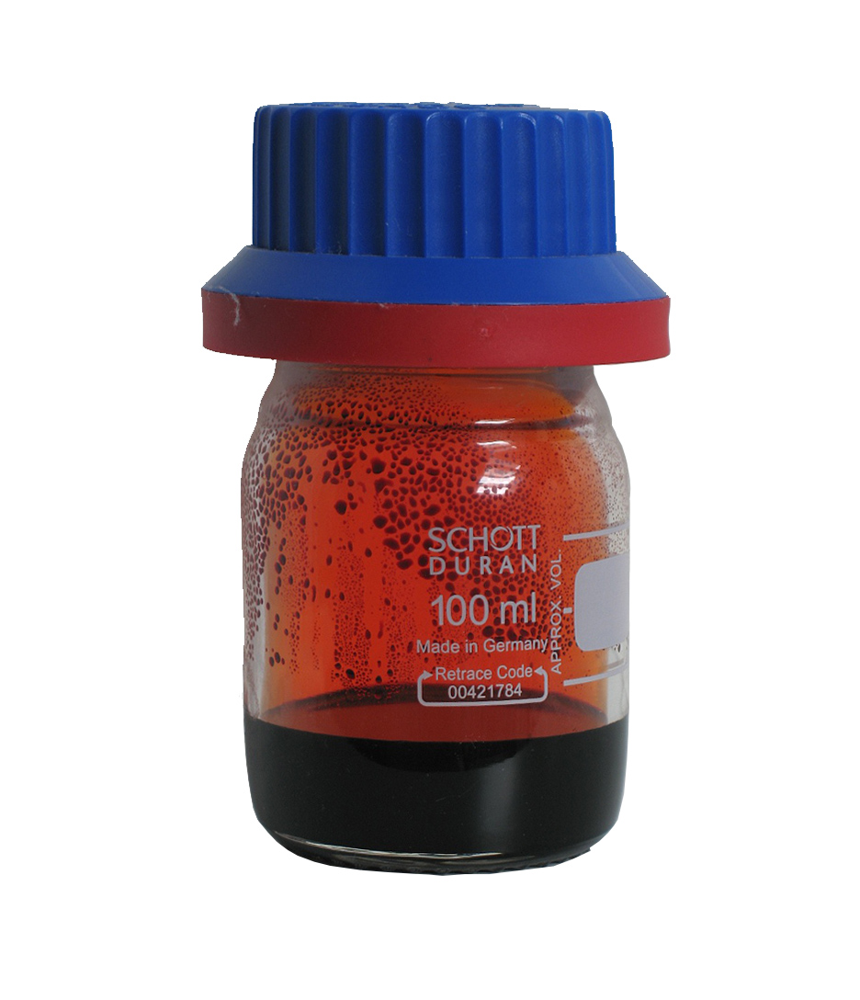 SCHOTT
DURAN
100 ml
Made in Germany
Retrace Code
00421784
APPROX. VOL.